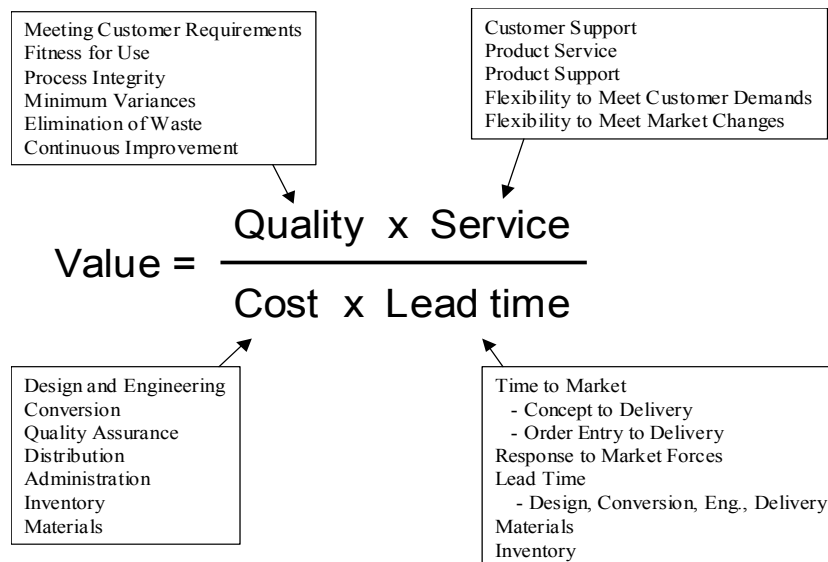 Meeting Customer Requirements
Fitness for Use
Process Integrity
Minimum Variances
Elimination of Waste
Continuous Improvement
Customer Support
Product Service
Product Support
Flexibility to Meet Customer Demands
Flexibility to Meet Market Changes
Quality x Service
Value =
Cost x Lead time
Design and Engineering
Conversion
Quality Assurance
Distribution
Administration
Inventory
Materials
Time to Market
- Concept to Delivery
- Order Entry to Delivery
Response to Market Forces
Lead Time
- Design, Conversion, Eng., Delivery
Materials
Inventory